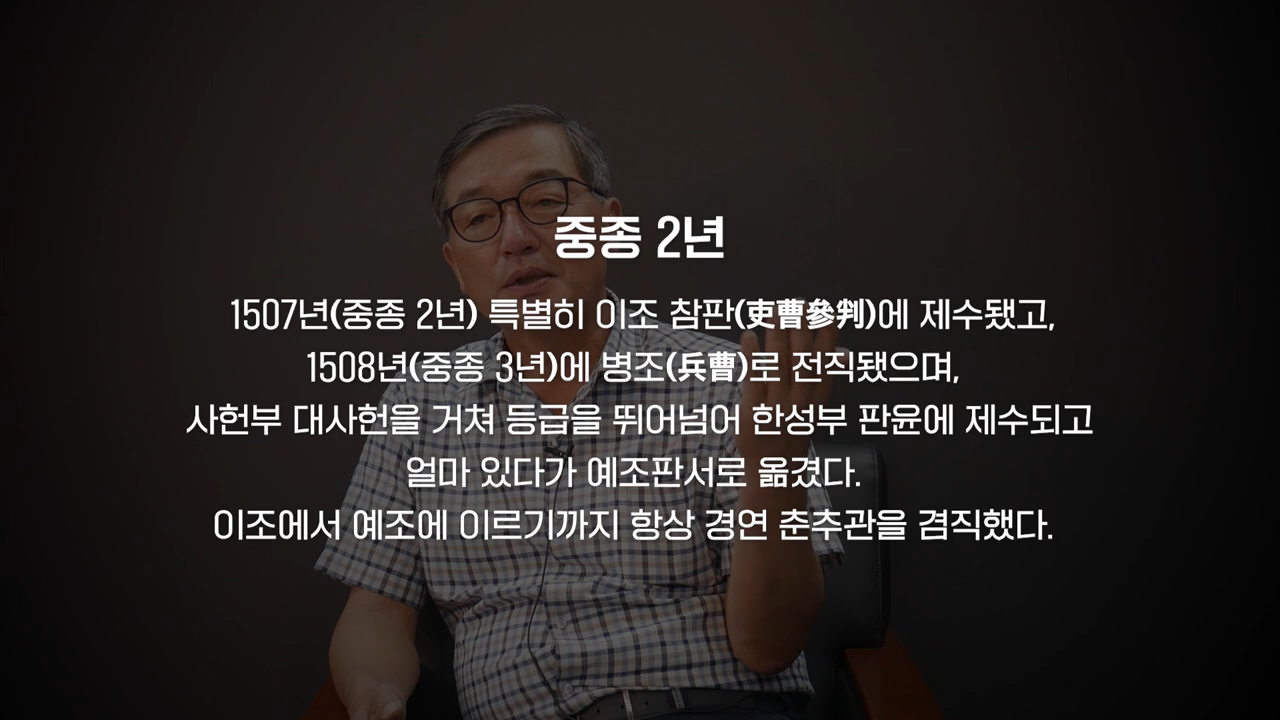 중종 2년
1507년(중종 2년) 특별히 이조 참판(吏曹參判)에 제수됐고,
1508년(중종 3년)에 병조(兵曹)로 전직됐으며,
사헌부 대사헌을 거쳐 등급을 뛰어넘어 한성부 판윤에 제수되고
얼마 있다가 예조판서로 옮겼다.
이조에서 예조에 이르기까지 항상 경연 춘추관을 겸직했다.